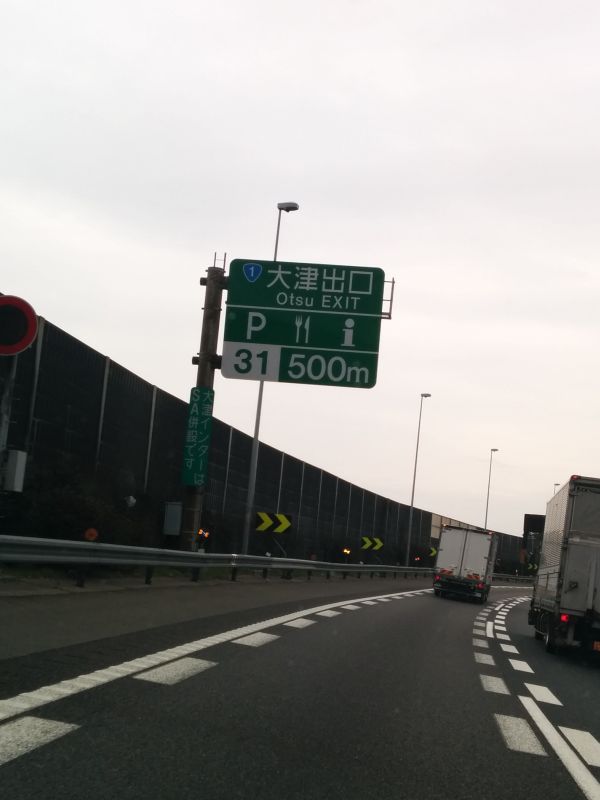 1 大津出口
Otsu EXIT
P i
31 500m
大津インターは
SA併設です